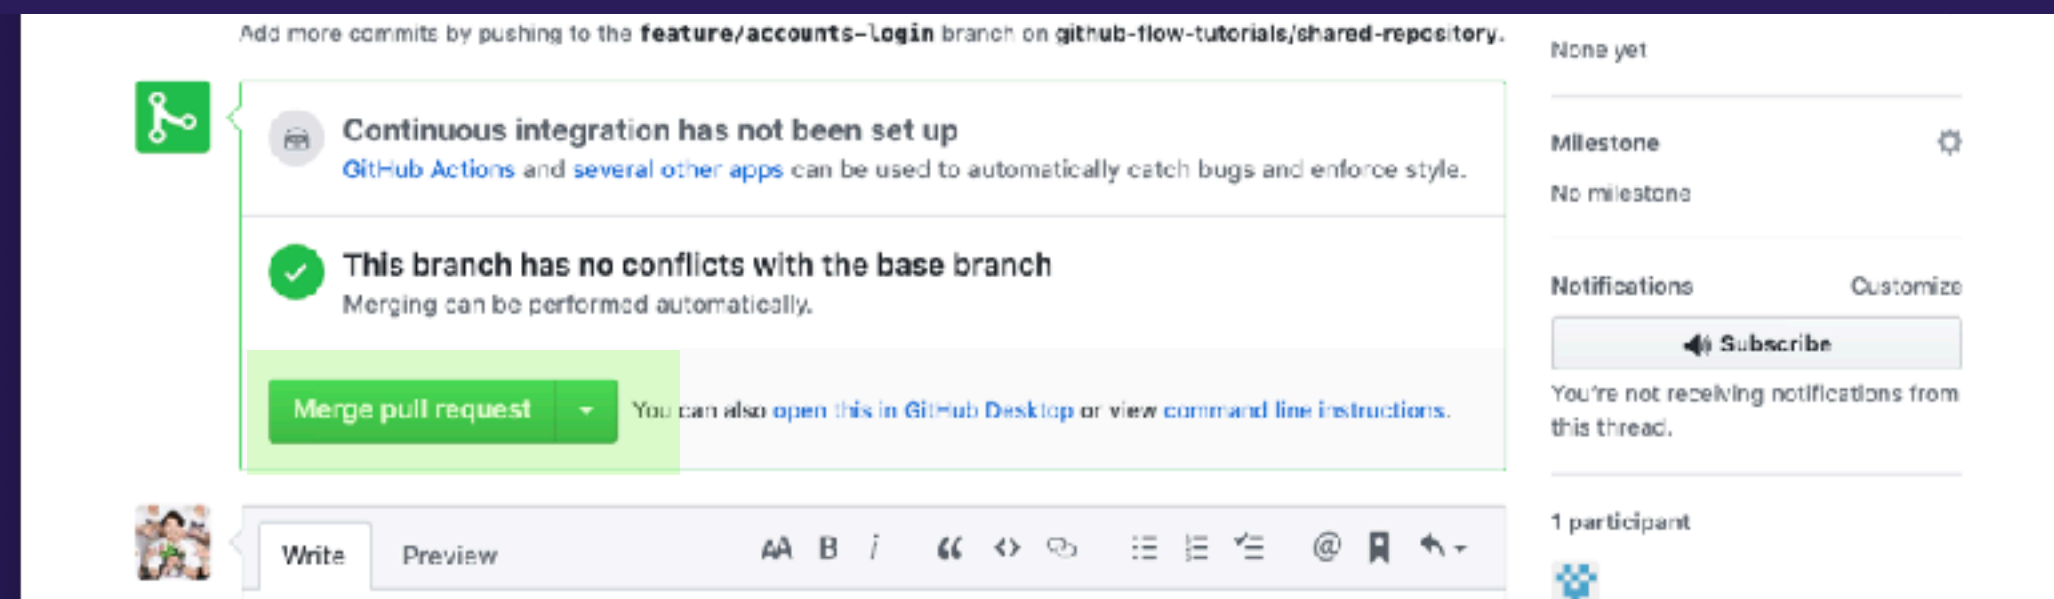 Add more commits by pushing to the feature/accounts-login branch on github-flow-tutorials/shared-repository.
Continuous integration has not been set up
GitHub Actions and several other apps can be used to automatically catch bugs and enforce style.
This branch has no conflicts with the base branch
Merging can be performed automatically.
Merge pull request
You can also open this in GitHub Desktop or view command line instructions.
Write Preview AA B i “ <> @
None yet
Milestone
No milestone
Notifications Customize
Subscribe
You're not receiving notifications from
this thread.
1 participant